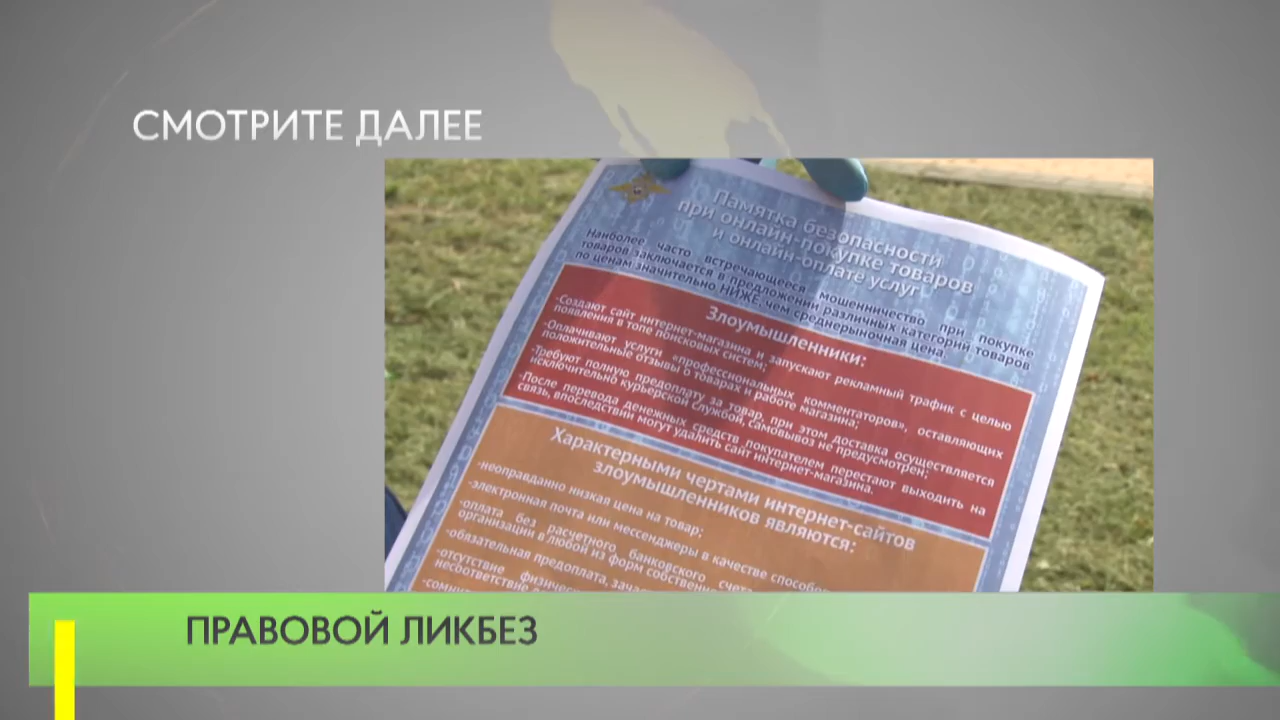 СМОТРИТЕ ДАЛЕЕ
Памятка безопасности
при онлайн-покупке товаров
и онлайн-оплате услуг
Наиболее часто встречающееся мошенничество при покупке
товаров заключается в предложении различных категорий товаров
по ценам значительно НИЖЕ чем среднерыночная цена.
Злоумышленники:
-Создают сайт интернет-магазина и запускают рекламный трафик с целью
появления в топе поисковых систем;
-Оплачивают услуги «профессиональных комментаторов», оставляющих
положительные отзывы о товарах и работе магазина;
-Требуют полную предоплату за товар, при этом доставка осуществляется
исключительно курьерской службой, самовывоз не предусмотрен;
-После перевода денежных средств покупателем перестают выходить на
связь, впоследствии могут удалить сайт интернет-магазина.
Характерными чертами интернет-сайтов
злоумышленников являются:
-неоправданно низкая цена на товар;
-электронная почта или мессенджеры в качестве
-оплата без расчетного банковского
организации в любой из форм
-обязательная предоплата,
-отсутствие
несоответствие
ПРАВОВОЙ ЛИКБЕЗ